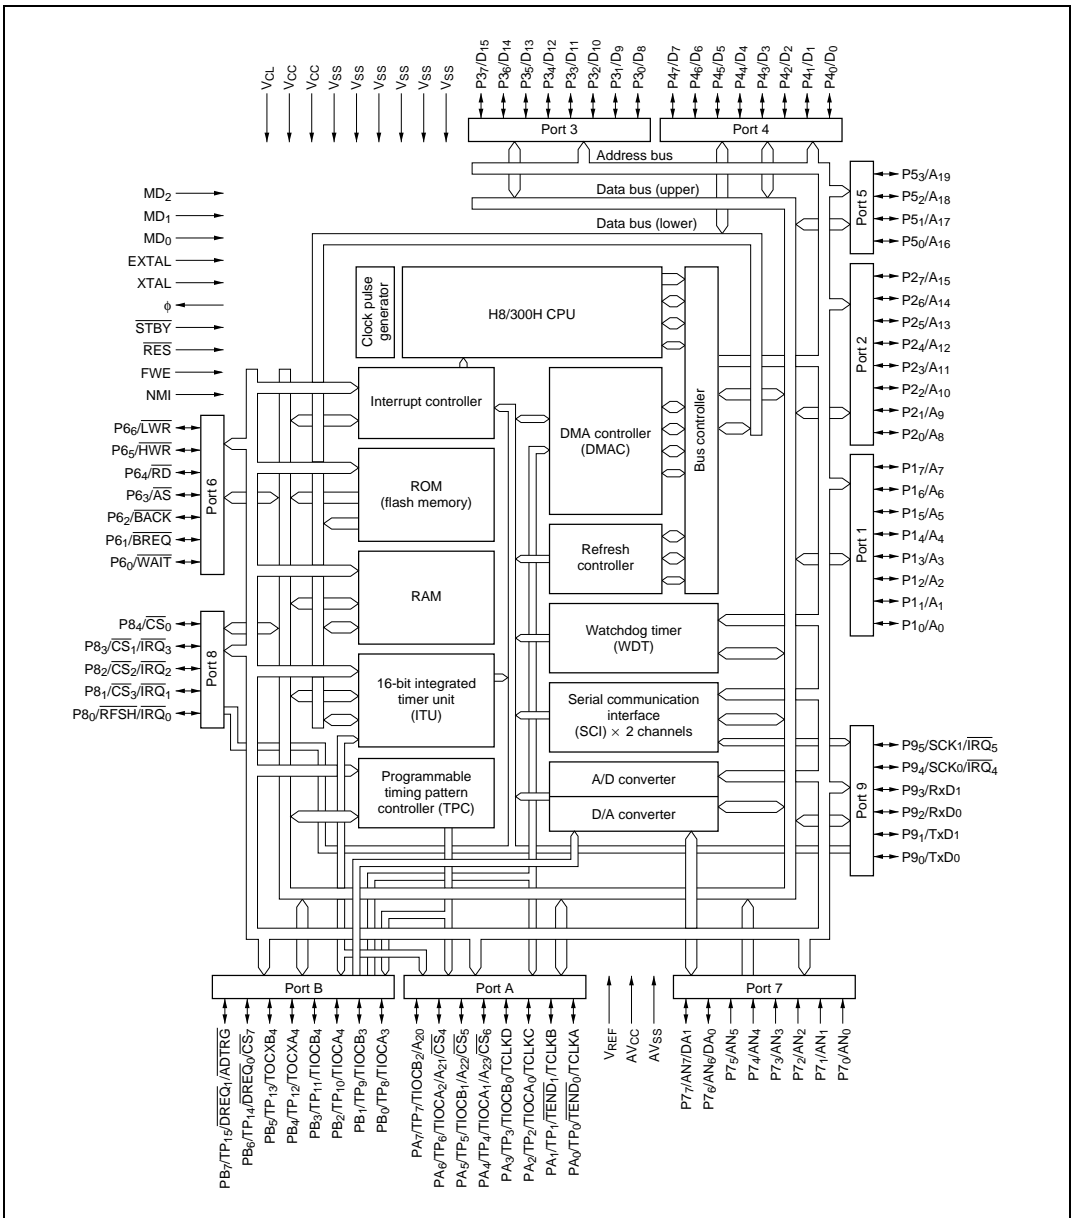 VCL
VCC
VCC
VSS
VSS
VSS
VSS
VSS
VSS
P37/D15
P36/D14
P35/D13
P34/D12
P33/D11
P32/D10
P31/D9
P30/D8
P47/D7
P46/D6
P45/D5
P44/D4
P43/D3
P42/D2
P41/D1
P40/D0
Port 3
Port 4
Address bus
Data bus (upper)
Data bus (lower)
MD2
MD1
MD0
EXTAL
XTAL
ϕ
STBY
RES
FWE
NMI
P66/LWR
P65/HWR
P64/RD
P63/AS
P62/BACK
P61/BREQ
P60/WAIT
Port 6
P84/CS0
P83/CS1/IRQ3
P82/CS2/IRQ2
P81/CS3/IRQ1
P80/RFSH/IRQ0
Port 8
Clock pulse
generator
H8/300H CPU
Interrupt controller
ROM
(flash memory)
RAM
16-bit integrated
timer unit
(ITU)
Programmable
timing pattern
controller (TPC)
DMA controller
(DMAC)
Refresh
controller
Watchdog timer
(WDT)
Serial communication
interface
(SCI) × 2 channels
A/D converter
D/A converter
Bus controller
Port 5
P53/A19
P52/A18
P51/A17
P50/A16
Port 2
P27/A15
P26/A14
P25/A13
P24/A12
P23/A11
P22/A10
P21/A9
P20/A8
Port 1
P17/A7
P16/A6
P15/A5
P14/A4
P13/A3
P12/A2
P11/A1
P10/A0
Port 9
P95/SCK1/IRQ5
P94/SCK0/IRQ4
P93/RxD1
P92/RxD0
P91/TxD1
P90/TxD0
Port B
Port A
Port 7
PB7/TP15/DREQ1/ADTRG
PB6/TP14/DREQ0/CS7
PB5/TP13/TOCXB4
PB4/TP12/TOCXA4
PB3/TP11/TIOCB4
PB2/TP10/TIOCA4
PB1/TP9/TIOCB3
PB0/TP8/TIOCA3
PA7/TP7/TIOCB2/A20
PA6/TP6/TIOCA2/A21/CS4
PA5/TP5/TIOCB1/A22/CS5
PA4/TP4/TIOCA1/A23/CS6
PA3/TP3/TIOCB0/TCLKD
PA2/TP2/TIOCA0/TCLKC
PA1/TP1/TEND1/TCLKB
PA0/TP0/TEND0/TCLKA
VREF
AVCC
AVSS
P77/AN7/DA1
P76/AN6/DA0
P75/AN5
P74/AN4
P73/AN3
P72/AN2
P71/AN1
P70/AN0